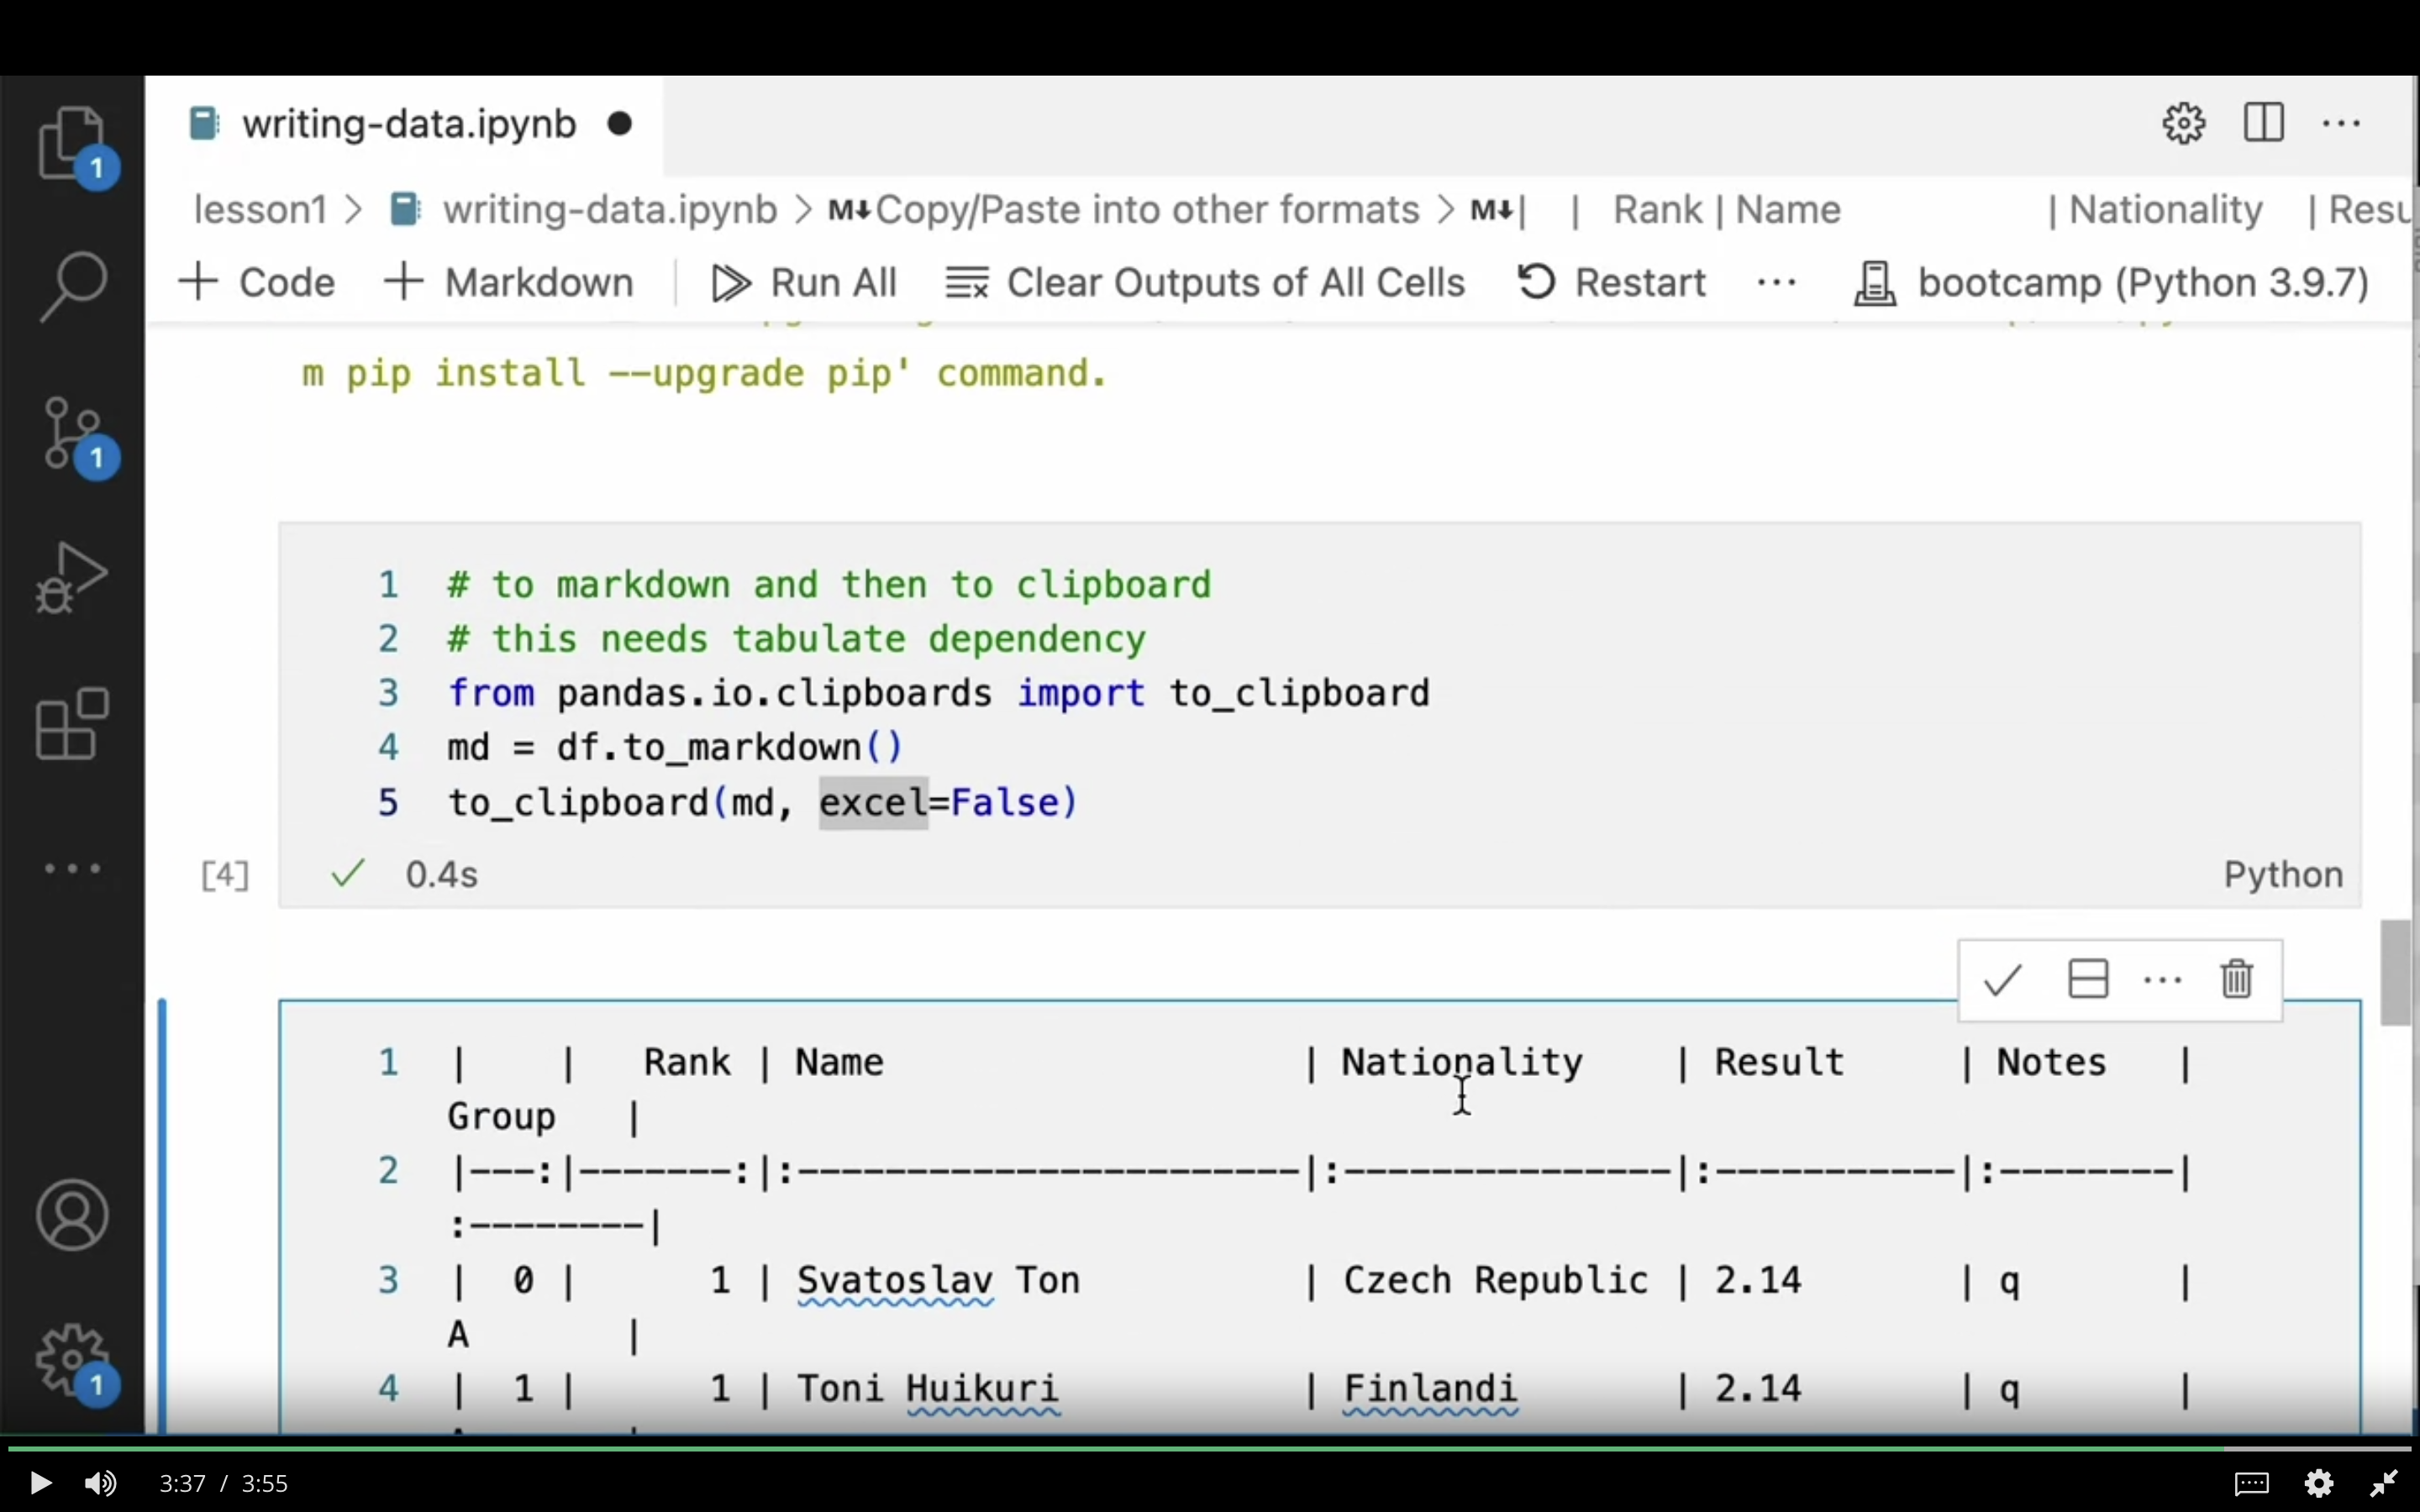 writing-data.ipynb
lesson1 > writing-data.ipynb > M↓Copy/Paste into other formats > M↓| | Rank | Name | Nationality | Resu
+ Code + Markdown Run All Clear Outputs of All Cells Restart ··· bootcamp (Python 3.9.7)
1
1
m pip install --upgrade pip' command.
1 # to markdown and then to clipboard
2 # this needs tabulate dependency
3 from pandas.io.clipboards import to_clipboard
4 md = df.to_markdown()
5 to_clipboard(md, excel=False)
[4] 0.4s Python
1 | | Rank | Name | Nationality | Result | Notes |
Group |
2 |---:|-------:|:-----------------------|:---------------|:-----------|:--------|
:--------|
3 | 0 | 1 | Svatoslav Ton | Czech Republic | 2.14 | q |
A |
4 | 1 | 1 | Toni Huikuri | Finlandi | 2.14 | q |
1
3:37 / 3:55